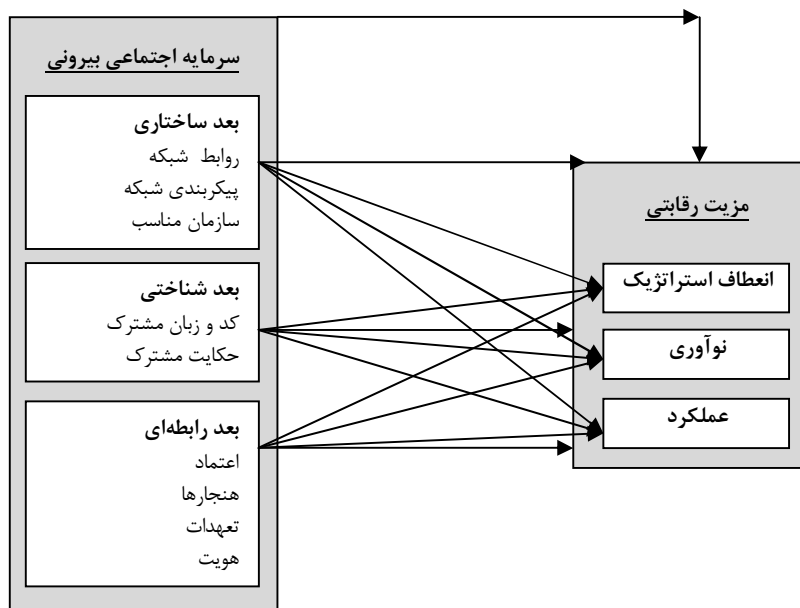 سرمایه اجتماعی بیرونی
بعد ساختاری
روابط شبکه
پیکربندی شبکه
سازمان مناسب
بعد شناختی
کد و زبان مشترک
حکایت مشترک
بعد رابطه‌ای
اعتماد
هنجارها
تعهدات
هویت
مزیت رقابتی
انعطاف استراتژیک
نوآوری
عملکرد